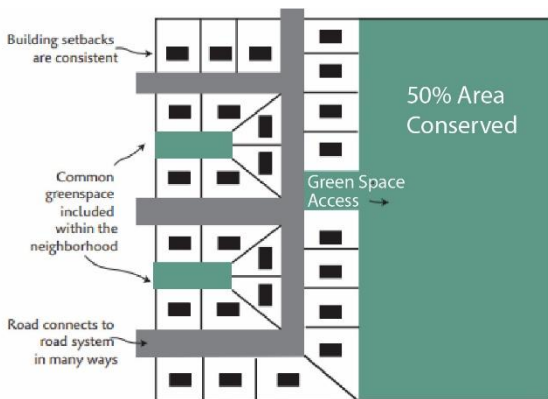 Building setbacks
are consistent
50% Area
Conserved
Common
greenspace
included
within the
neighborhood
Green Space
Access
Road connects to
road system
in many ways